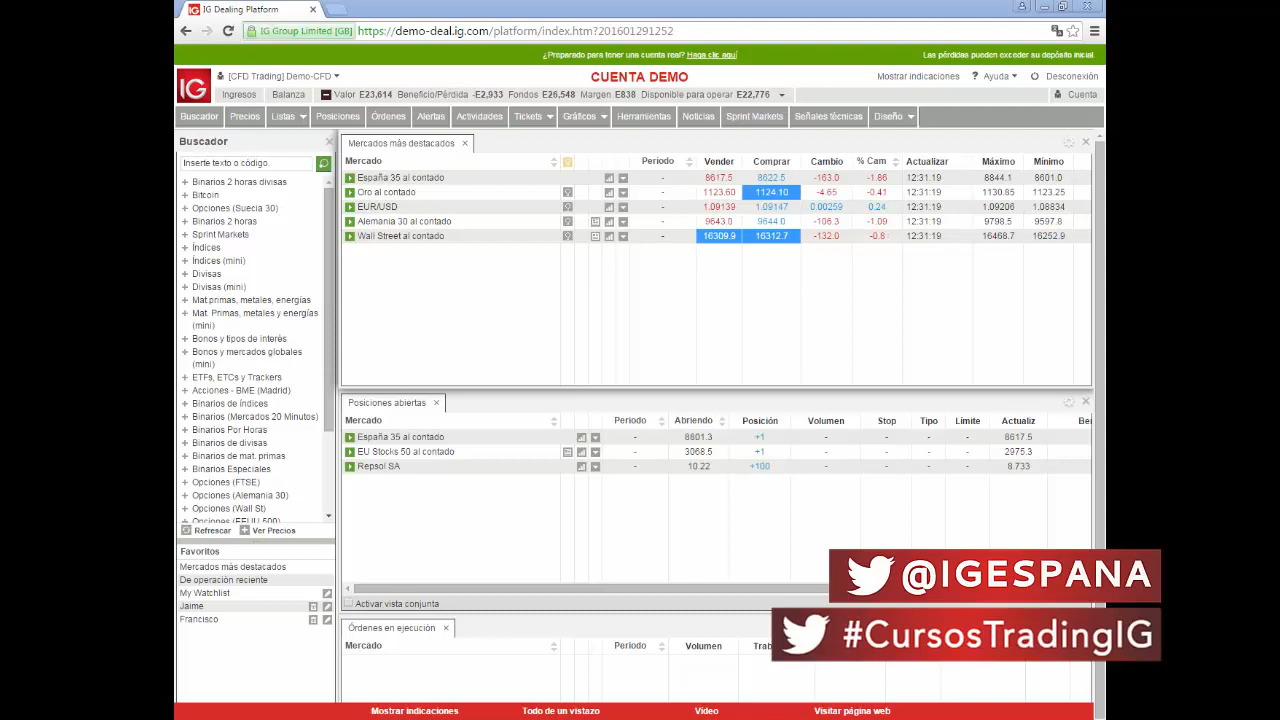 IG Dealing Platform
IG Group Limited [GB] https://demo-deal.ig.com/platform/index.htm?201601291252
¿Preparado para tener una cuenta real? Haga clic aquí
Las pérdidas pueden exceder su depósito inicial.
IG
[CFD Trading] Demo-CFD
CUENTA DEMO
Mostrar indicaciones ? Ayuda Desconexión
Ingresos Balanza Valor E23,614 Beneficio/Pérdida -E2,933 Fondos E26,548 Margen E838 Disponible para operar E22,776 Cuenta
Buscador Precios Listas Posiciones Órdenes Alertas Actividades Tickets Gráficos Herramientas Noticias Sprint Markets Señales técnicas Diseño
Buscador
Inserte texto o código.
Binarios 2 horas divisas
Bitcoin
Opciones (Suecia 30)
Binarios 2 horas
Sprint Markets
Índices
Índices (mini)
Divisas
Divisas (mini)
Mat.primas, metales, energías
Mat. Primas, metales y energías
(mini)
Bonos y tipos de interés
Bonos y mercados globales
(mini)
ETFs, ETCs y Trackers
Acciones - BME (Madrid)
Binarios de índices
Binarios (Mercados 20 Minutos)
Binarios Por Horas
Binarios de divisas
Binarios de mat. primas
Binarios Especiales
Opciones (FTSE)
Opciones (Alemania 30)
Opciones (Wall St)
Opciones (EEUU 500)
Refrescar Ver Precios
Favoritos
Mercados más destacados
De operación reciente
My Watchlist
Jaime
Francisco
Mercados más destacados
Mercado Periodo Vender Comprar Cambio % Cam Actualizar Máximo Mínimo
España 35 al contado - 8617.5 8622.5 -163.0 -1.86 12:31:19 8844.1 8601.0
Oro al contado - 1123.60 1124.10 -4.65 -0.41 12:31:19 1130.85 1123.25
EUR/USD - 1.09139 1.09147 0.00259 0.24 12:31:19 1.09106 1.08834
Alemania 30 al contado - 9643.0 9644.0 -106.3 -1.09 12:31:19 9798.5 9597.8
Wall Street al contado - 16309.9 16312.7 -132.0 -0.8 12:31:19 16468.7 16252.9
Posiciones abiertas
Mercado Periodo Abriendo Posición Volumen Stop Tipo Límite Actualiz Ber
España 35 al contado - 8801.3 +1 - - - - 8617.5
EU Stocks 50 al contado - 3068.5 +1 - - - - 2975.3
Repsol SA - 10.22 +100 - - - - 8.733
Activar vista conjunta
Órdenes en ejecución
Mercado Periodo Volumen Trab
@IGESPANA
#CursosTradingIG
Mostrar indicaciones Todo de un vistazo Vídeo Visitar página web